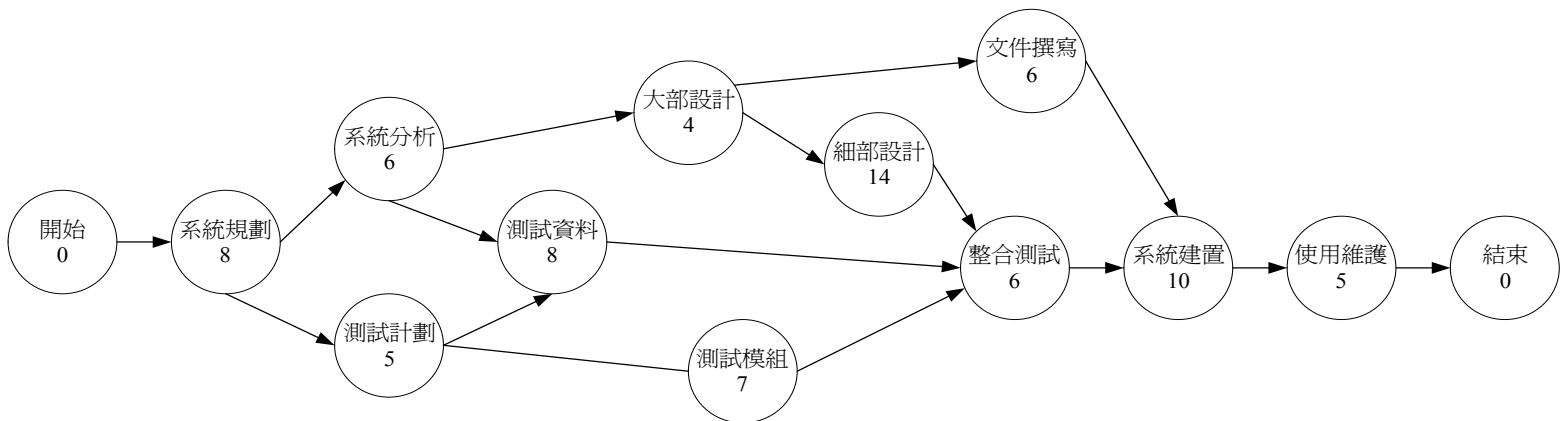 開始
0
系統規劃
8
系統分析
6
測試計劃
5
測試資料
8
大部設計
4
細部設計
14
測試模組
7
文件撰寫
6
整合測試
6
系統建置
10
使用維護
5
結束
0